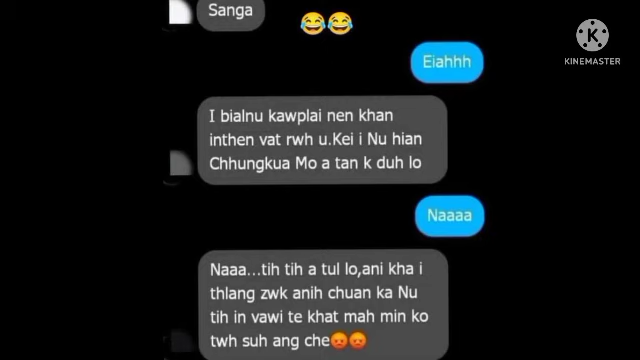 Sanga
Eiahhh
KINEMASTER
I bialnu kawplai nen khan
inthen vat rwh u.Kei i Nu hian
Chhungkua Mo a tan k duh lo
Naaaa
Naaa...tih tih a tul lo,ani kha i
thlang zwk anih chuan ka Nu
tih in vawi te khat mah min ko
twh suh ang che😡😡